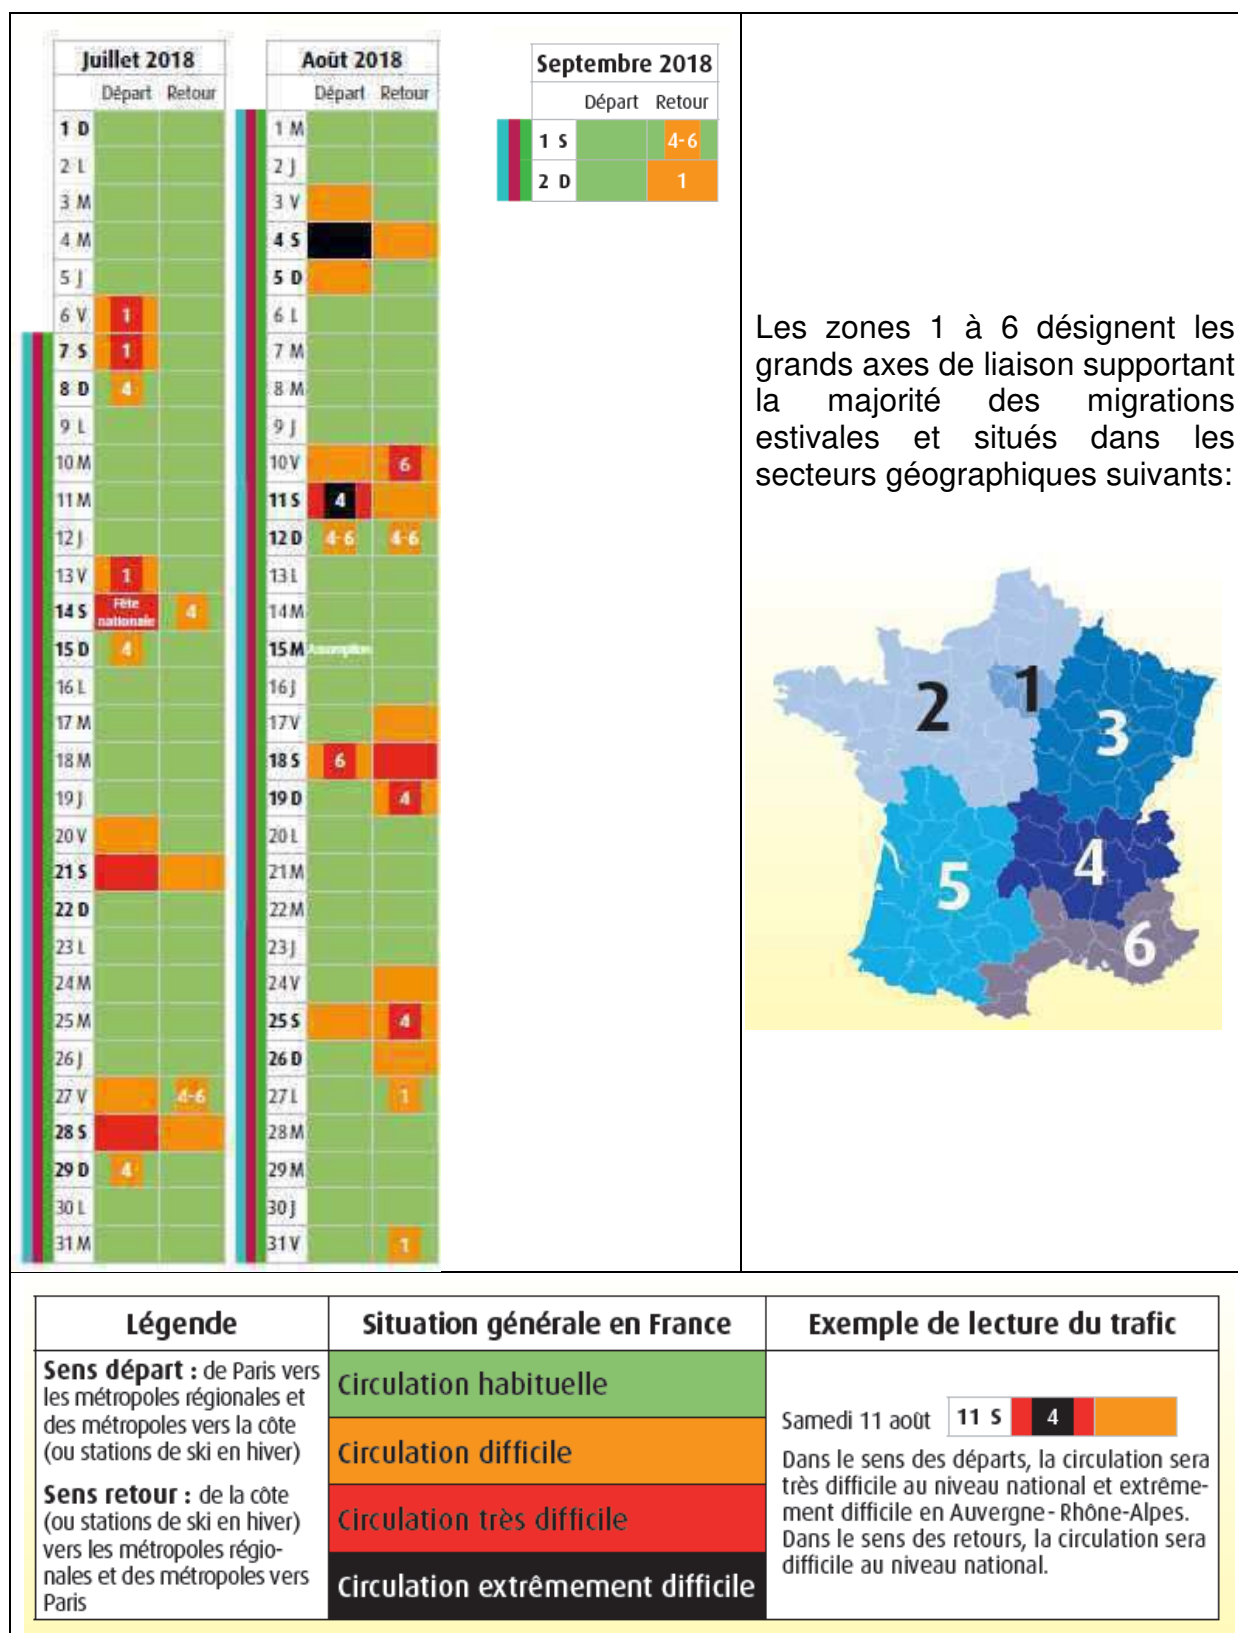 Juillet 2018
Départ Retour
1 D
2 L
3 M
4 M
5 J
6 V 1
7 S 1
8 D 4
9 L
10 M
11 M
12 J
13 V 1
14 S Fête nationale 4
15 D 4
16 L
17 M
18 M
19 J
20 V
21 S
22 D
23 L
24 M
25 M
26 J
27 V 4-6
28 S
29 D 4
30 L
31 M
Août 2018
Départ Retour
1 M
2 J
3 V
4 S
5 D
6 L
7 M
8 M
9 J
10 V 6
11 S 4
12 D 4-6 4-6
13 L
14 M
15 M Assomption
16 J
17 V
18 S 6
19 D 4
20 L
21 M
22 M
23 J
24 V
25 S 4
26 D
27 L 1
28 M
29 M
30 J
31 V 1
Septembre 2018
Départ Retour
1 S 4-6
2 D 1
Les zones 1 à 6 désignent les
grands axes de liaison supportant
la majorité des migrations
estivales et situés dans les
secteurs géographiques suivants:
1
2
3
4
5
6
Légende
Sens départ : de Paris vers
les métropoles régionales et
des métropoles vers la côte
(ou stations de ski en hiver)
Sens retour : de la côte
(ou stations de ski en hiver)
vers les métropoles régio-
nales et des métropoles vers
Paris
Situation générale en France
Circulation habituelle
Circulation difficile
Circulation très difficile
Circulation extrêmement difficile
Exemple de lecture du trafic
Samedi 11 août 11 S 4
Dans le sens des départs, la circulation sera
très difficile au niveau national et extrême-
ment difficile en Auvergne-Rhône-Alpes.
Dans le sens des retours, la circulation sera
difficile au niveau national.